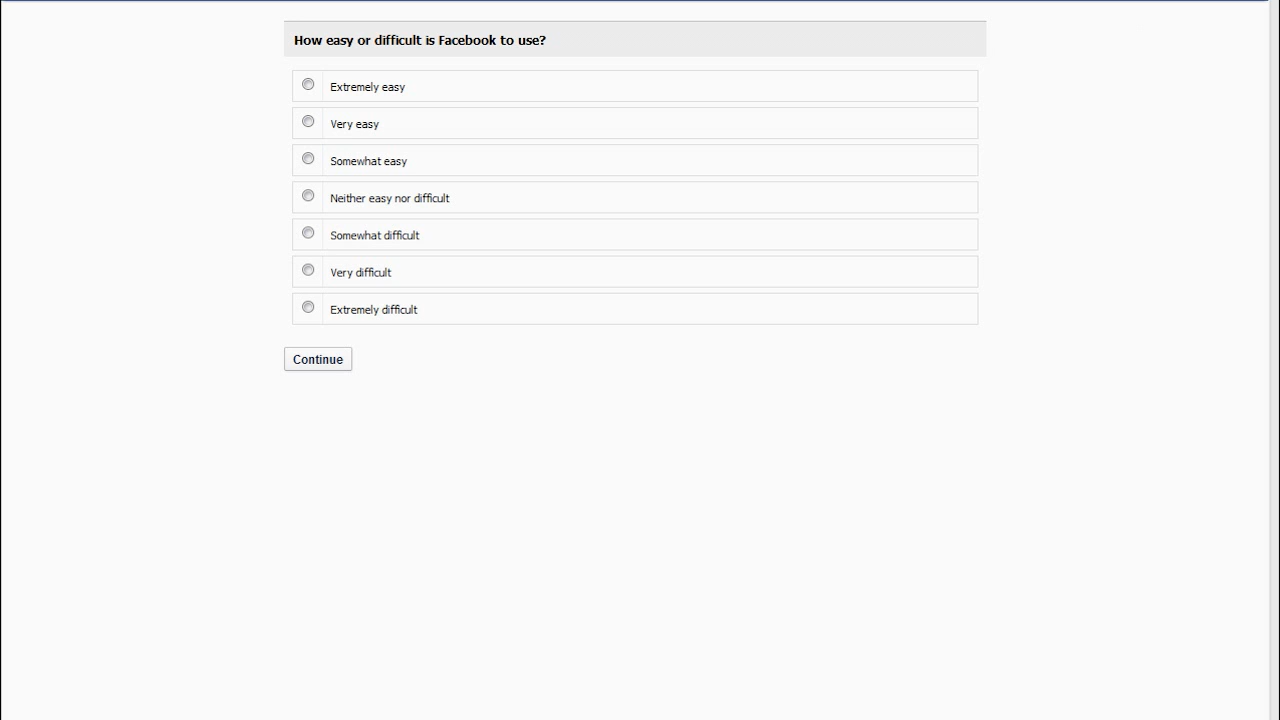 How easy or difficult is Facebook to use?
Extremely easy
Very easy
Somewhat easy
Neither easy nor difficult
Somewhat difficult
Very difficult
Extremely difficult
Continue